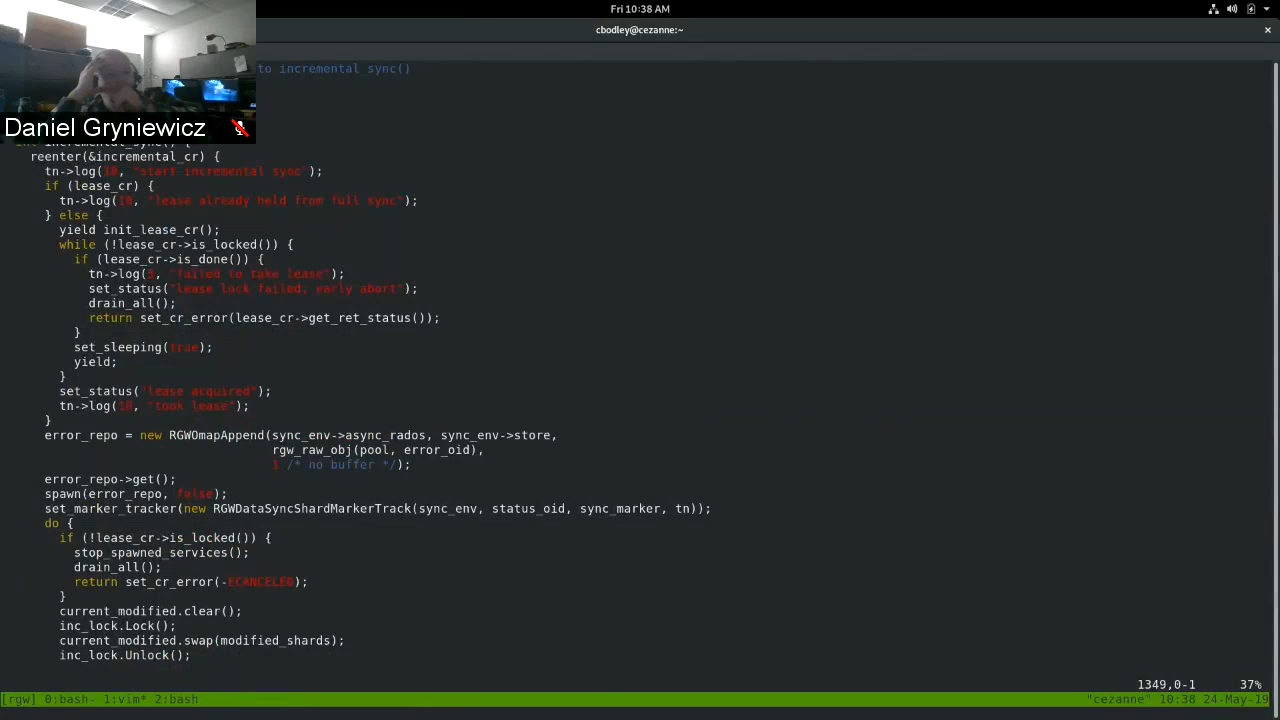 Fri 10:38 AM
cbodley@cezanne:~
to incremental sync()
Daniel Gryniewicz
reenter(&incremental_cr) {
tn->log(10, "start incremental sync");
if (lease_cr) {
tn->log(10, "lease already held from full sync");
} else {
yield init_lease_cr();
while (!lease_cr->is_locked()) {
if (lease_cr->is_done()) {
tn->log(5, "failed to take lease");
set_status("lease lock failed, early abort");
drain_all();
return set_cr_error(lease_cr->get_ret_status());
}
set_sleeping(true);
yield;
}
set_status("lease acquired");
tn->log(10, "took lease");
}
error_repo = new RGWOmapAppend(sync_env->async_rados, sync_env->store,
rgw_raw_obj(pool, error_oid),
1 /* no buffer */);
error_repo->get();
spawn(error_repo, false);
set_marker_tracker(new RGWDataSyncShardMarkerTrack(sync_env, status_oid, sync_marker, tn));
do {
if (!lease_cr->is_locked()) {
stop_spawned_services();
drain_all();
return set_cr_error(-ECANCELED);
}
current_modified.clear();
inc_lock.Lock();
current_modified.swap(modified_shards);
inc_lock.Unlock();
1349,0-1 37%
[rgw] 0:bash- 1:vim* 2:bash "cezanne" 10:38 24-May-19